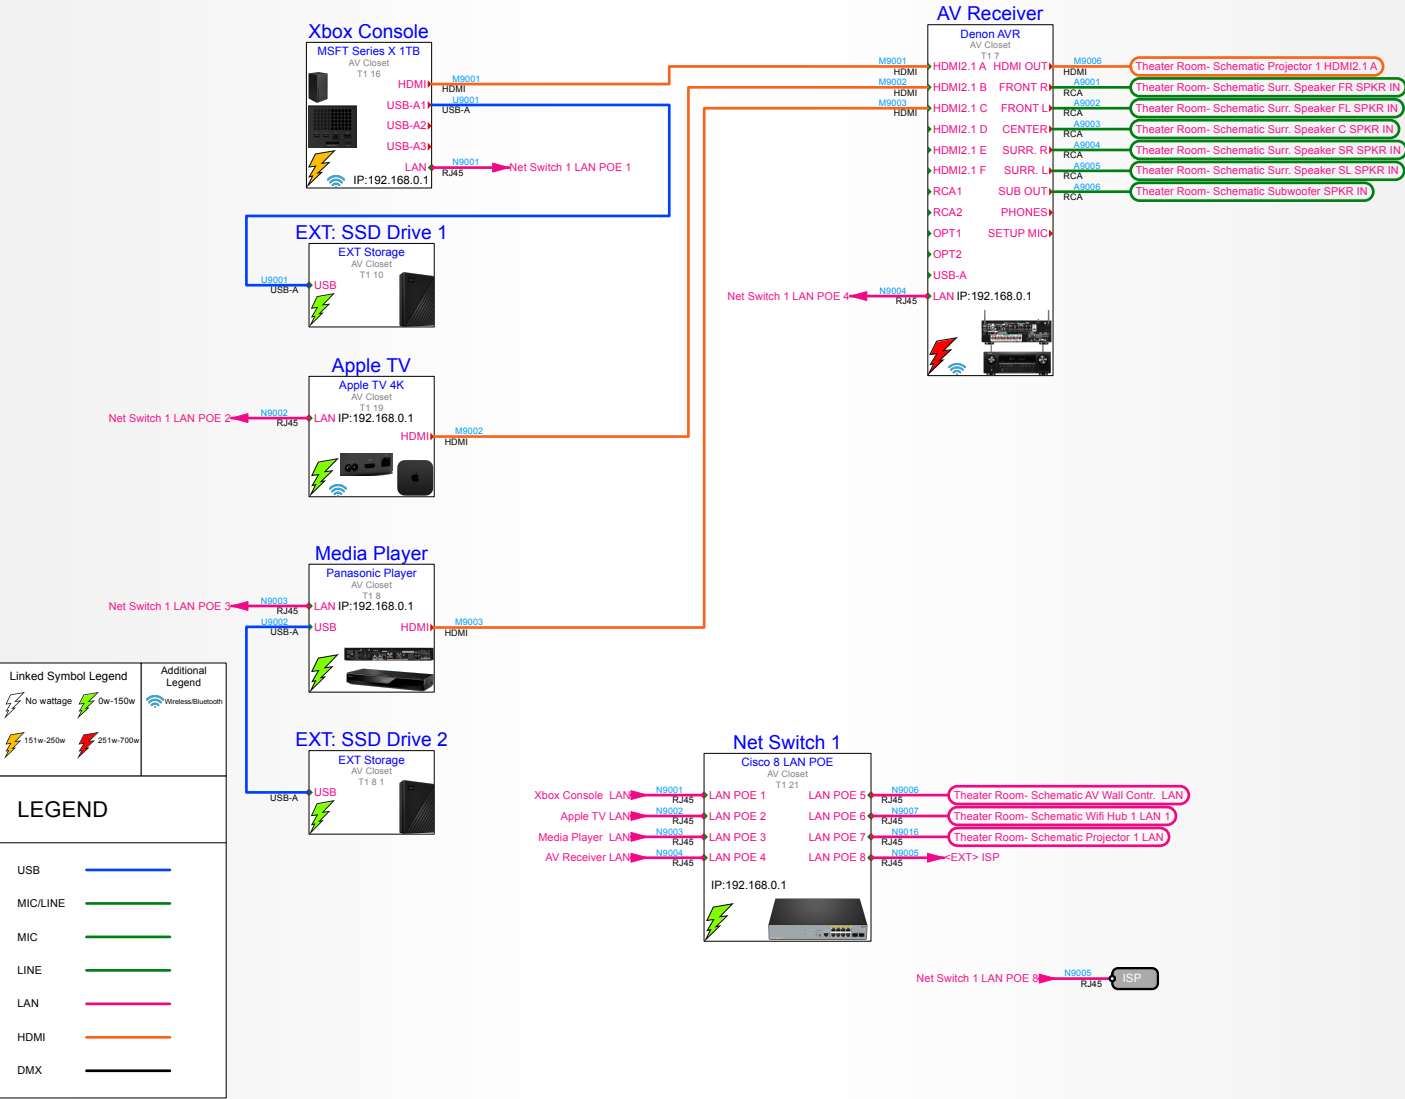 Xbox Console
MSFT Series X 1TB
AV Closet
T1 16
HDMI
M9001
HDMI
USB-A1
U9001
USB-A
USB-A2
USB-A3
LAN
N9001
RJ45
Net Switch 1 LAN POE 1
IP:192.168.0.1
EXT: SSD Drive 1
EXT Storage
AV Closet
T1 10
U9001
USB-A
USB
Apple TV
Apple TV 4K
AV Closet
T1 19
Net Switch 1 LAN POE 2
N9002
RJ45
LAN IP:192.168.0.1
HDMI
M9002
HDMI
Media Player
Panasonic Player
AV Closet
T1 8
Net Switch 1 LAN POE 3
N9003
RJ45
LAN IP:192.168.0.1
U9002
USB-A
USB
HDMI
M9003
HDMI
EXT: SSD Drive 2
EXT Storage
AV Closet
T1 8 1
USB-A
USB
AV Receiver
Denon AVR
AV Closet
T1 7
M9001
HDMI
HDMI2.1 A
HDMI OUT
M9006
HDMI
Theater Room- Schematic Projector 1 HDMI2.1 A
M9002
HDMI
HDMI2.1 B
FRONT R
A9001
RCA
Theater Room- Schematic Surr. Speaker FR SPKR IN
M9003
HDMI
HDMI2.1 C
FRONT L
A9002
RCA
Theater Room- Schematic Surr. Speaker FL SPKR IN
HDMI2.1 D
CENTER
A9003
RCA
Theater Room- Schematic Surr. Speaker C SPKR IN
HDMI2.1 E
SURR. R
A9004
RCA
Theater Room- Schematic Surr. Speaker SR SPKR IN
HDMI2.1 F
SURR. L
A9005
RCA
Theater Room- Schematic Surr. Speaker SL SPKR IN
RCA1
SUB OUT
A9006
RCA
Theater Room- Schematic Subwoofer SPKR IN
RCA2
PHONES
OPT1
SETUP MIC
OPT2
USB-A
Net Switch 1 LAN POE 4
N9004
RJ45
LAN IP:192.168.0.1
Net Switch 1
Cisco 8 LAN POE
AV Closet
T1 21
Xbox Console LAN
N9001
RJ45
LAN POE 1
LAN POE 5
N9006
RJ45
Theater Room- Schematic AV Wall Contr. LAN
Apple TV LAN
N9002
RJ45
LAN POE 2
LAN POE 6
N9007
RJ45
Theater Room- Schematic Wifi Hub 1 LAN 1
Media Player LAN
N9003
RJ45
LAN POE 3
LAN POE 7
N9016
RJ45
Theater Room- Schematic Projector 1 LAN
AV Receiver LAN
N9004
RJ45
LAN POE 4
LAN POE 8
N9005
RJ45
<EXT> ISP
IP:192.168.0.1
Net Switch 1 LAN POE 8
N9005
RJ45
ISP
Linked Symbol Legend
Additional
Legend
No wattage
0w-150w
Wireless/Bluetooth
151w-250w
251w-700w
LEGEND
USB
MIC/LINE
MIC
LINE
LAN
HDMI
DMX